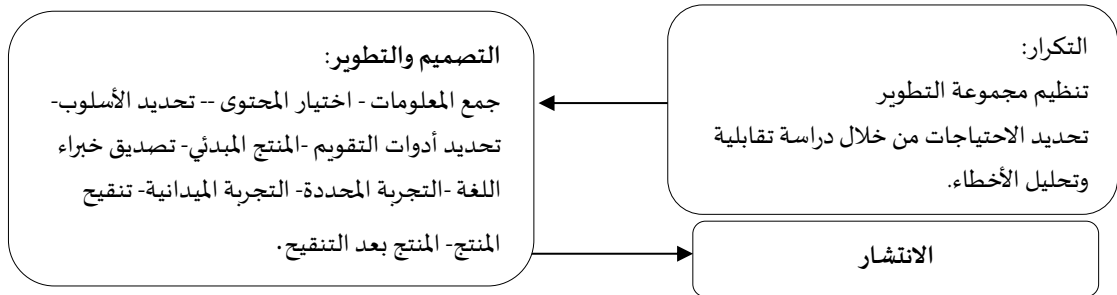 التكرار:
تنظيم مجموعة التطوير
تحديد الاحتياجات من خلال دراسة تقابلية
وتحليل الأخطاء.
التصميم والتطوير:
جمع المعلومات - اختيار المحتوى -- تحديد الأسلوب-
تحديد أدوات التقويم -المنتج المبدئي- تصديق خبراء
اللغة -التجربة المحددة- التجربة الميدانية- تنقيح
المنتج- المنتج بعد التنقيح.
الانتشار